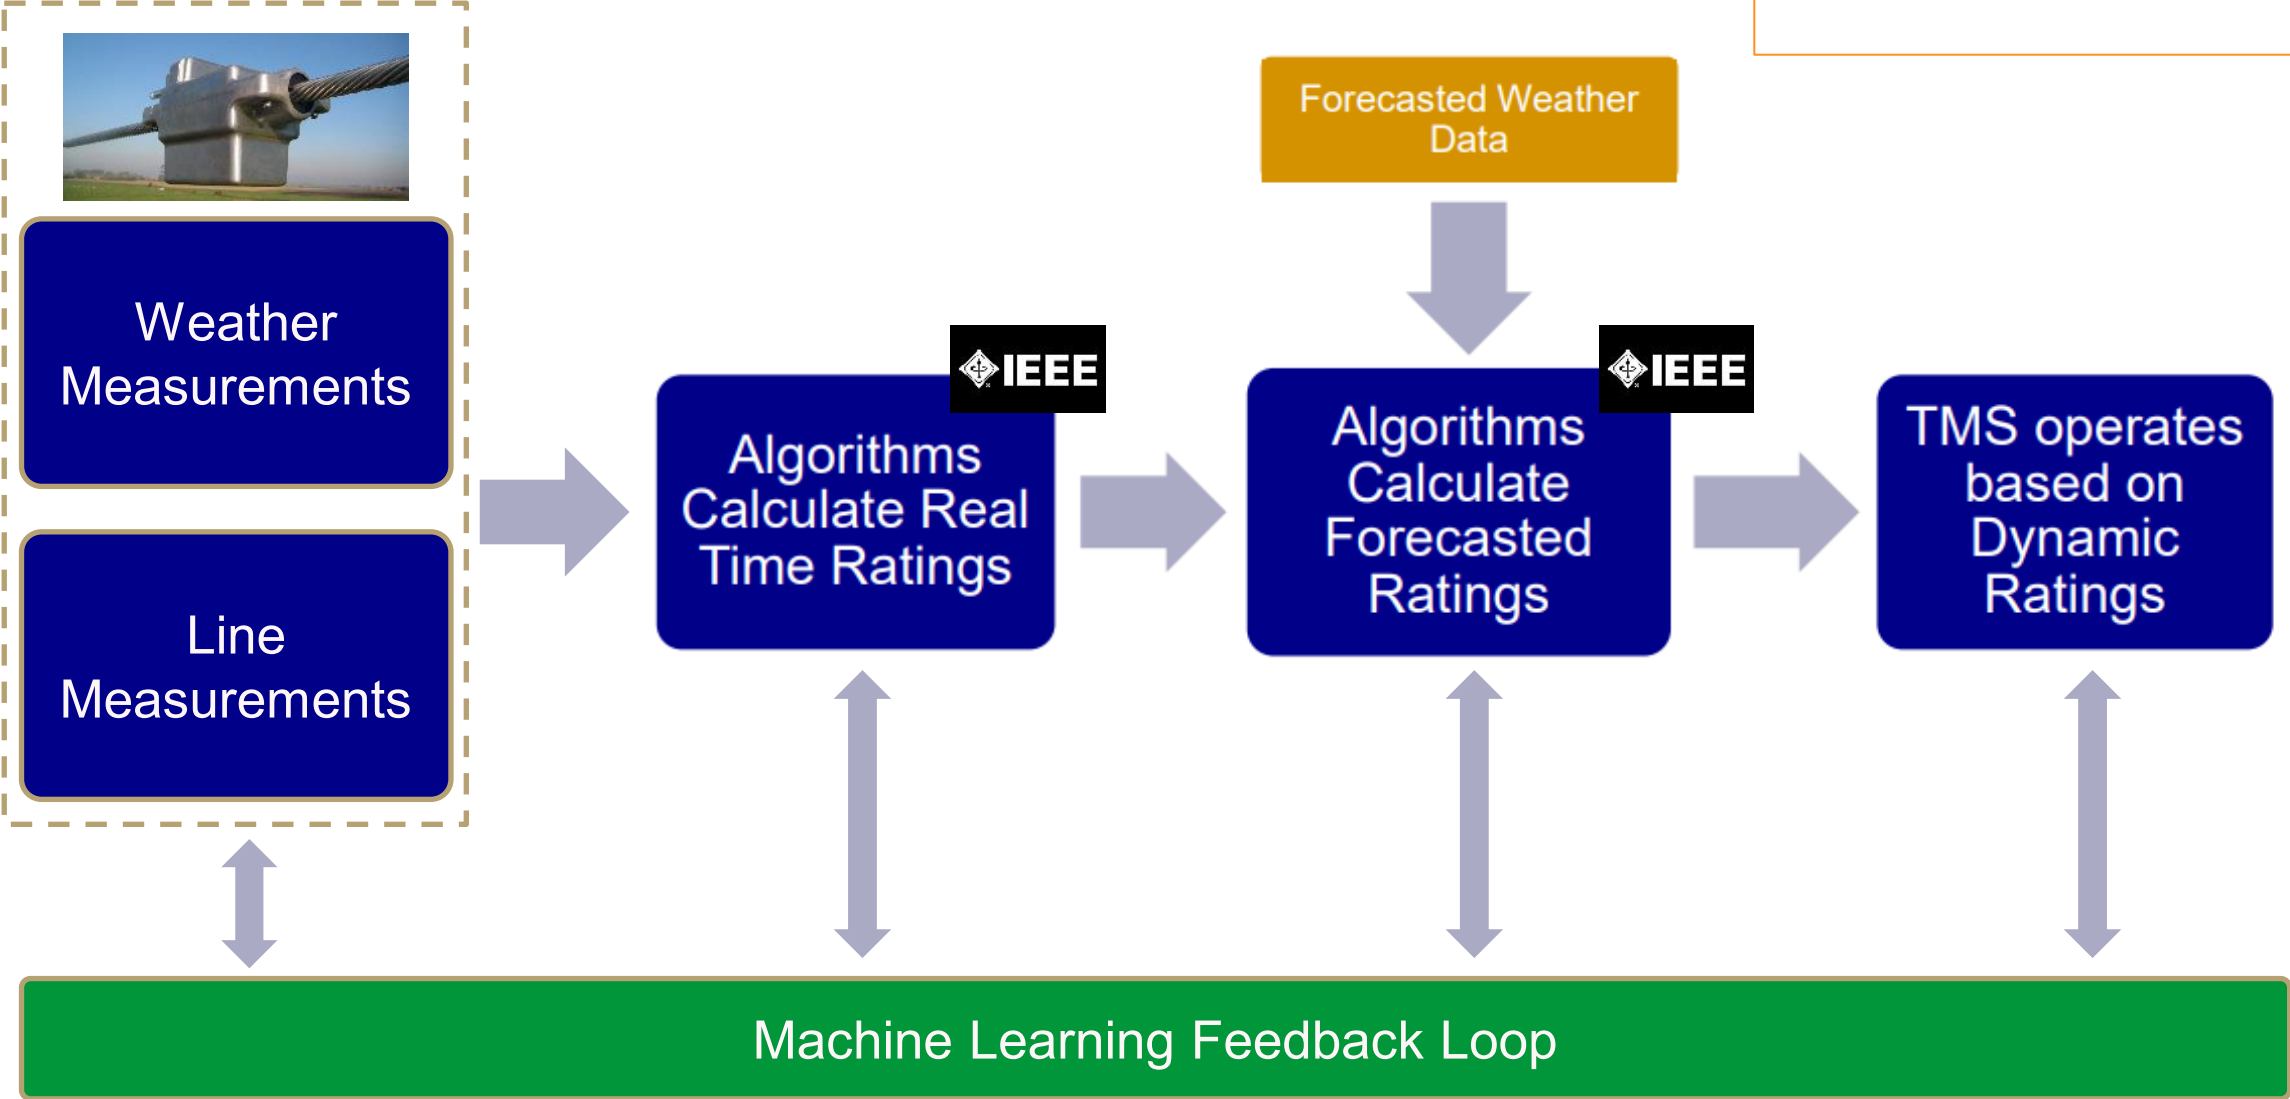 Forecasted Weather
Data
Weather
Measurements
Line
Measurements
IEEE
Algorithms
Calculate Real
Time Ratings
IEEE
Algorithms
Calculate
Forecasted
Ratings
TMS operates
based on
Dynamic
Ratings
Machine Learning Feedback Loop